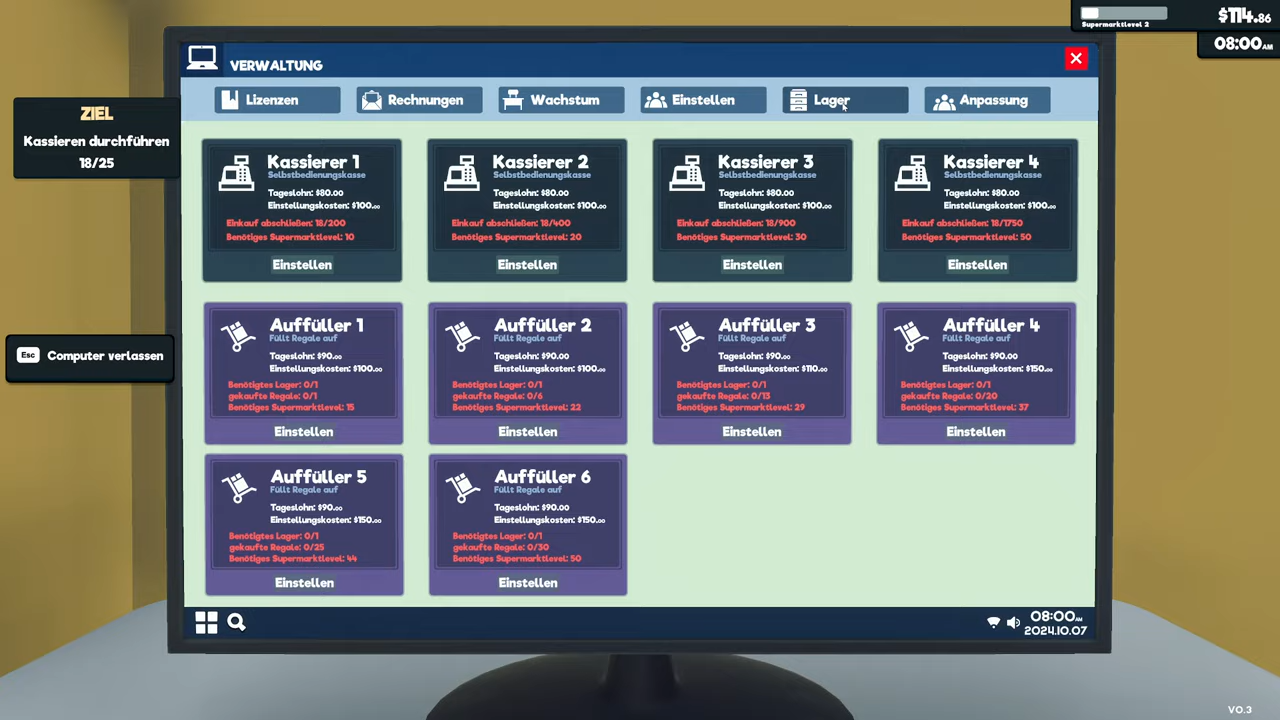 $114.86
Supermarktlevel 2
08:00AM
VERWALTUNG
Lizenzen
Rechnungen
Wachstum
Einstellen
Lager
Anpassung
ZIEL
Kassieren durchführen
18/25
Esc Computer verlassen
Kassierer 1
Selbstbedienungskasse
Tageslohn: $80.00
Einstellungskosten: $100.00
Einkauf abschließen: 18/200
Benötiges Supermarktlevel: 10
Einstellen
Kassierer 2
Selbstbedienungskasse
Tageslohn: $80.00
Einstellungskosten: $100.00
Einkauf abschließen: 18/400
Benötiges Supermarktlevel: 20
Einstellen
Kassierer 3
Selbstbedienungskasse
Tageslohn: $80.00
Einstellungskosten: $100.00
Einkauf abschließen: 18/900
Benötiges Supermarktlevel: 30
Einstellen
Kassierer 4
Selbstbedienungskasse
Tageslohn: $80.00
Einstellungskosten: $100.00
Einkauf abschließen: 18/1750
Benötiges Supermarktlevel: 50
Einstellen
Auffüller 1
Füllt Regale auf
Tageslohn: $90.00
Einstellungskosten: $100.00
Benötigtes Lager: 0/1
gekaufte Regale: 0/1
Benötiges Supermarktlevel: 15
Einstellen
Auffüller 2
Füllt Regale auf
Tageslohn: $90.00
Einstellungskosten: $100.00
Benötigtes Lager: 0/1
gekaufte Regale: 0/6
Benötiges Supermarktlevel: 22
Einstellen
Auffüller 3
Füllt Regale auf
Tageslohn: $90.00
Einstellungskosten: $110.00
Benötigtes Lager: 0/1
gekaufte Regale: 0/13
Benötiges Supermarktlevel: 29
Einstellen
Auffüller 4
Füllt Regale auf
Tageslohn: $90.00
Einstellungskosten: $150.00
Benötigtes Lager: 0/1
gekaufte Regale: 0/20
Benötiges Supermarktlevel: 37
Einstellen
Auffüller 5
Füllt Regale auf
Tageslohn: $90.00
Einstellungskosten: $150.00
Benötigtes Lager: 0/1
gekaufte Regale: 0/25
Benötiges Supermarktlevel: 44
Einstellen
Auffüller 6
Füllt Regale auf
Tageslohn: $90.00
Einstellungskosten: $150.00
Benötigtes Lager: 0/1
gekaufte Regale: 0/30
Benötiges Supermarktlevel: 50
Einstellen
08:00AM
2024.10.07
V0.3